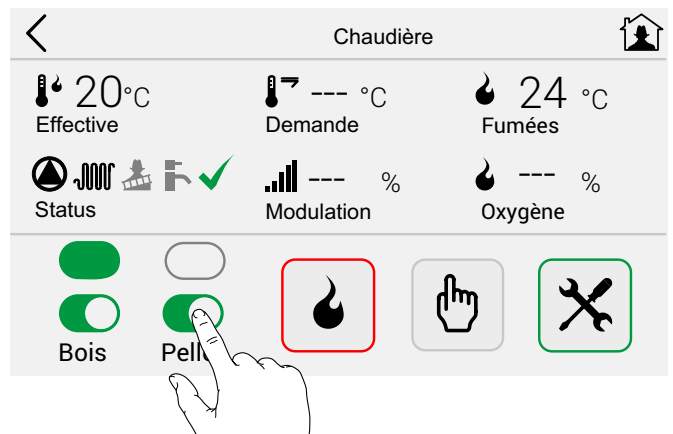 Chaudière
20°C
--- °C
24 °C
Effective
Demande
Fumées
--- %
--- %
Status
Modulation
Oxygène
Bois